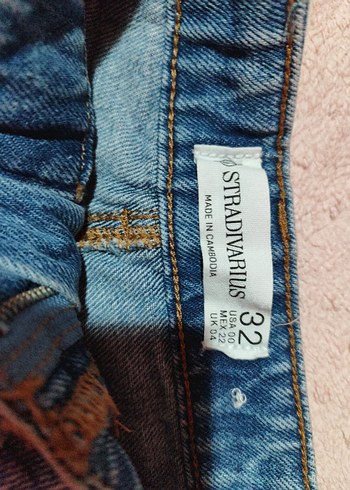 STRADIVARIUS
MADE IN CAMBODIA
32
USA 00
MEX 22
UK 04